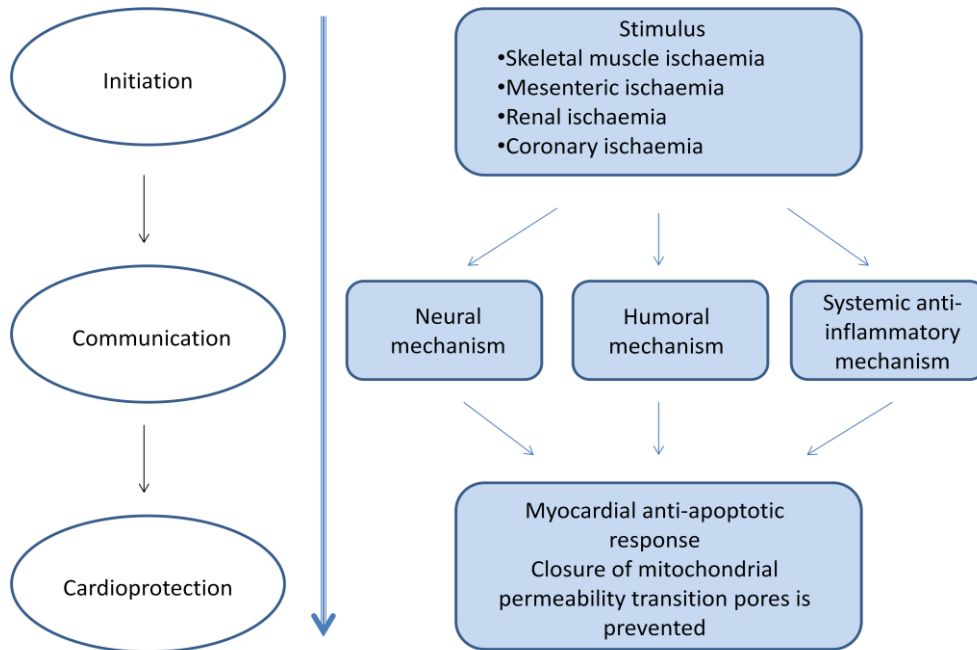 Initiation
Stimulus
•Skeletal muscle ischaemia
•Mesenteric ischaemia
•Renal ischaemia
•Coronary ischaemia
Communication
Neural
mechanism
Humoral
mechanism
Systemic anti-
inflammatory
mechanism
Cardioprotection
Myocardial anti-apoptotic
response
Closure of mitochondrial
permeability transition pores is
prevented